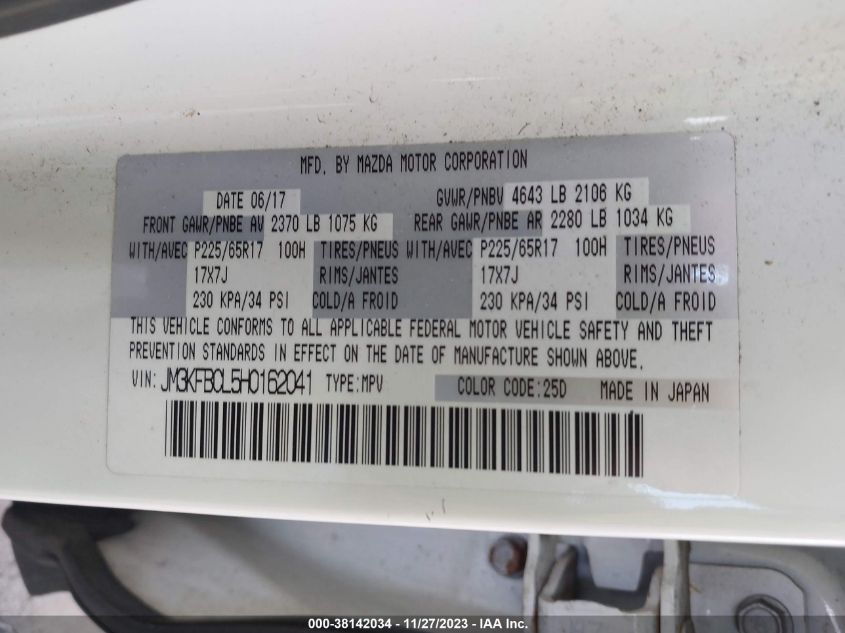 MFD. BY MAZDA MOTOR CORPORATION
DATE 06/17 GVWR/PNBV 4643 LB 2106 KG
FRONT GAWR/PNBE AV 2370 LB 1075 KG REAR GAWR/PNBE AR 2280 LB 1034 KG
WITH/AVEC P225/65R17 100H TIRES/PNEUS WITH/AVEC P225/65R17 100H TIRES/PNEUS
17X7J RIMS/JANTES 17X7J RIMS/JANTES
230 KPA/34 PSI COLD/A FROID 230 KPA/34 PSI COLD/A FROID
THIS VEHICLE CONFORMS TO ALL APPLICABLE FEDERAL MOTOR VEHICLE SAFETY AND THEFT
PREVENTION STANDARDS IN EFFECT ON THE DATE OF MANUFACTURE SHOWN ABOVE.
VIN: JM3KFBCL5H0162041 TYPE:MPV COLOR CODE:25D MADE IN JAPAN
000-38142034 - 11/27/2023 - IAA Inc.